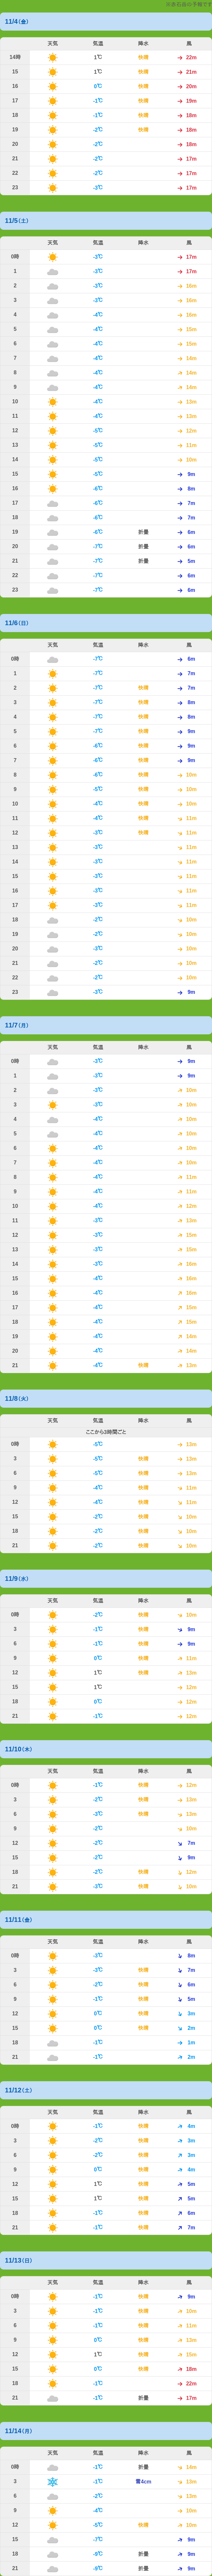 11/4(金)
天気 気温 降水 風
14時 1℃ 快晴 22m
15 1℃ 快晴 21m
16 0℃ 快晴 20m
17 -1℃ 快晴 19m
18 -1℃ 快晴 18m
19 -2℃ 快晴 18m
20 -2℃ 18m
21 -2℃ 17m
22 -2℃ 17m
23 -3℃ 17m
11/5(土)
天気 気温 降水 風
0時 -3℃ 17m
1 -3℃ 17m
2 -3℃ 16m
3 -3℃ 16m
4 -4℃ 16m
5 -4℃ 15m
6 -4℃ 15m
7 -4℃ 14m
8 -4℃ 14m
9 -4℃ 14m
10 -4℃ 13m
11 -4℃ 13m
12 -5℃ 12m
13 -5℃ 11m
14 -5℃ 10m
15 -5℃ 9m
16 -6℃ 8m
17 -6℃ 7m
18 -6℃ 7m
19 -6℃ 折曇 6m
20 -7℃ 折曇 6m
21 -7℃ 折曇 5m
22 -7℃ 6m
23 -7℃ 6m
11/6(日)
天気 気温 降水 風
0時 -7℃ 6m
1 -7℃ 7m
2 -7℃ 快晴 7m
3 -7℃ 快晴 8m
4 -7℃ 快晴 8m
5 -7℃ 快晴 9m
6 -6℃ 快晴 9m
7 -6℃ 快晴 9m
8 -6℃ 快晴 10m
9 -5℃ 快晴 10m
10 -4℃ 快晴 10m
11 -4℃ 快晴 11m
12 -3℃ 快晴 11m
13 -3℃ 11m
14 -3℃ 11m
15 -3℃ 11m
16 -3℃ 11m
17 -3℃ 11m
18 -2℃ 10m
19 -2℃ 10m
20 -3℃ 10m
21 -2℃ 10m
22 -2℃ 10m
23 -3℃ 9m
11/7(月)
天気 気温 降水 風
0時 -3℃ 9m
1 -3℃ 9m
2 -3℃ 10m
3 -3℃ 10m
4 -4℃ 10m
5 -4℃ 10m
6 -4℃ 10m
7 -4℃ 10m
8 -4℃ 11m
9 -4℃ 11m
10 -4℃ 12m
11 -3℃ 13m
12 -3℃ 15m
13 -3℃ 15m
14 -3℃ 16m
15 -4℃ 16m
16 -4℃ 16m
17 -4℃ 15m
18 -4℃ 15m
19 -4℃ 14m
20 -4℃ 14m
21 -4℃ 快晴 13m
11/8(火)
天気 気温 降水 風
ここから3時間ごと
0時 -5℃ 13m
3 -5℃ 快晴 13m
6 -5℃ 快晴 13m
9 -4℃ 快晴 11m
12 -4℃ 快晴 11m
15 -2℃ 快晴 10m
18 -2℃ 快晴 10m
21 -2℃ 快晴 10m
11/9(水)
天気 気温 降水 風
0時 -2℃ 快晴 10m
3 -1℃ 快晴 9m
6 -1℃ 快晴 9m
9 0℃ 快晴 11m
12 1℃ 快晴 13m
15 1℃ 12m
18 0℃ 12m
21 -1℃ 12m
11/10(木)
天気 気温 降水 風
0時 -1℃ 快晴 12m
3 -2℃ 快晴 13m
6 -3℃ 快晴 13m
9 -2℃ 10m
12 -2℃ 7m
15 -2℃ 9m
18 -2℃ 快晴 12m
21 -3℃ 快晴 10m
11/11(金)
天気 気温 降水 風
0時 -3℃ 8m
3 -3℃ 快晴 7m
6 -2℃ 快晴 6m
9 -1℃ 快晴 5m
12 0℃ 快晴 3m
15 0℃ 快晴 2m
18 -1℃ 1m
21 -1℃ 2m
11/12(土)
天気 気温 降水 風
0時 -1℃ 快晴 4m
3 -2℃ 快晴 3m
6 -2℃ 快晴 3m
9 0℃ 快晴 4m
12 1℃ 快晴 5m
15 1℃ 快晴 5m
18 -1℃ 快晴 6m
21 -1℃ 快晴 7m
11/13(日)
天気 気温 降水 風
0時 -1℃ 快晴 9m
3 -1℃ 快晴 10m
6 -1℃ 快晴 11m
9 0℃ 快晴 13m
12 1℃ 快晴 15m
15 0℃ 快晴 18m
18 -1℃ 22m
21 -1℃ 折曇 17m
11/14(月)
天気 気温 降水 風
0時 -1℃ 折曇 14m
3 -1℃ 雪4cm 13m
6 -2℃ 13m
9 -4℃ 10m
12 -5℃ 快晴 10m
15 -7℃ 9m
18 -9℃ 折曇 9m
21 -9℃ 折曇 9m